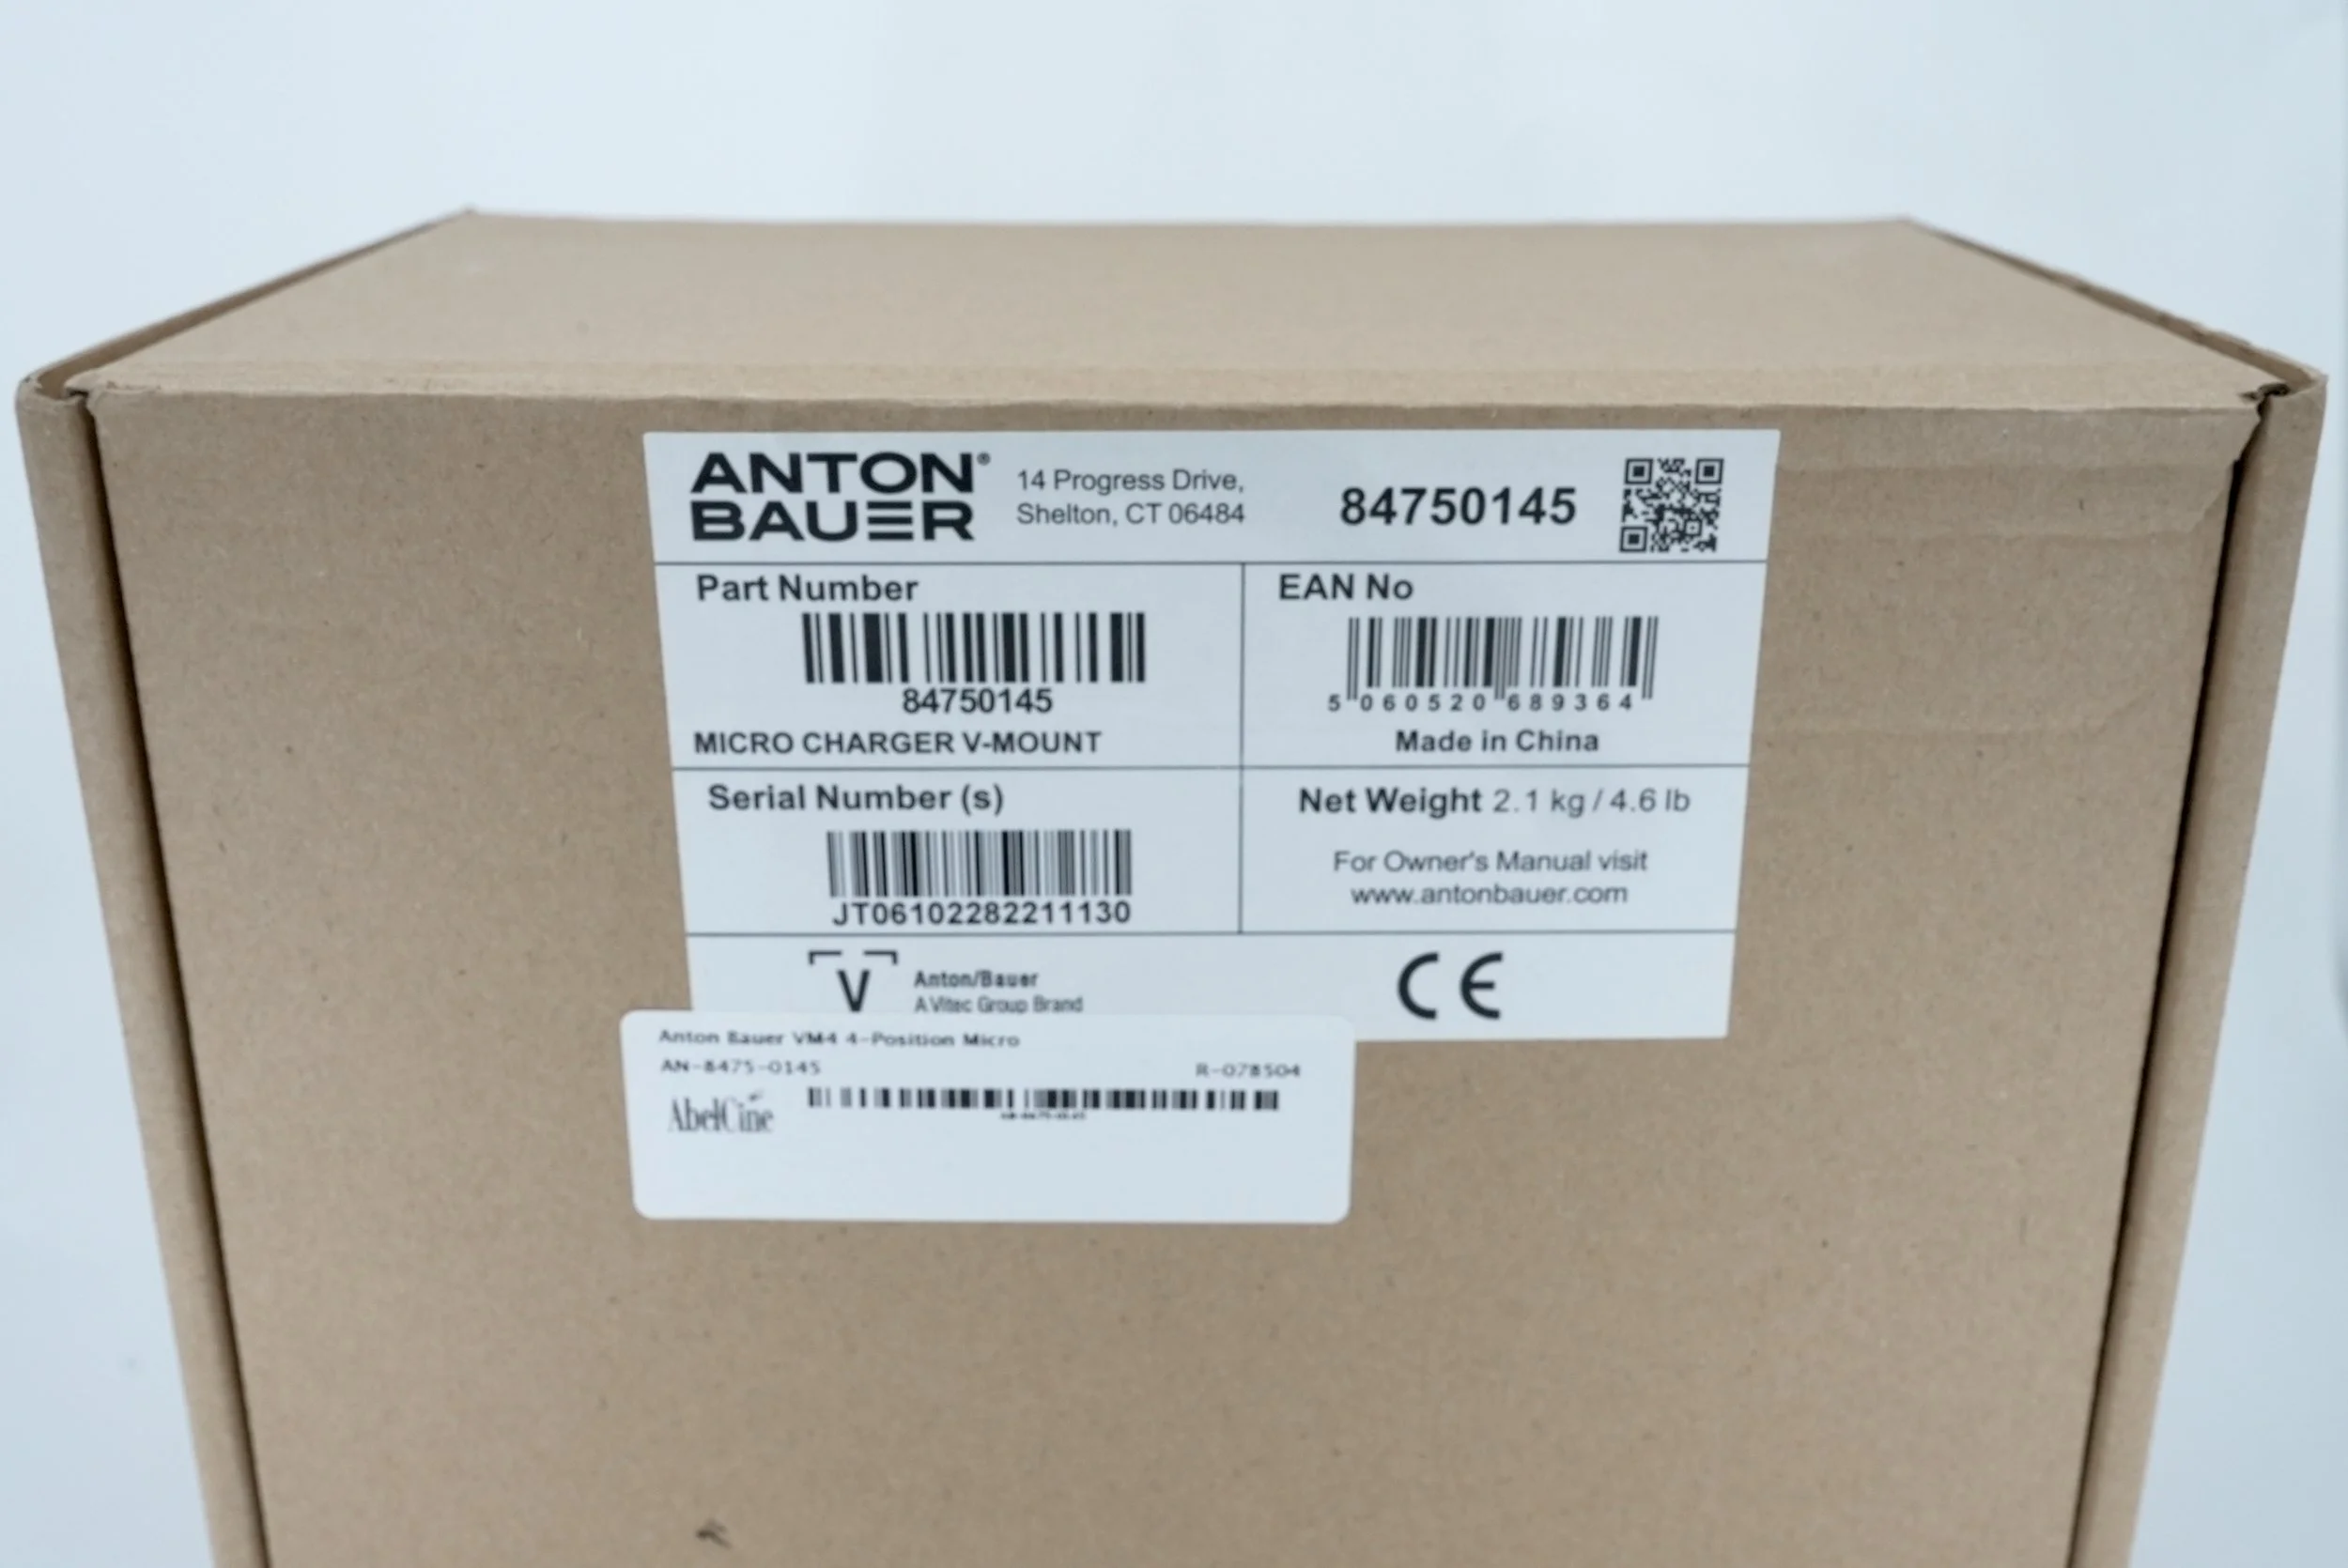 ANTON®
BAUER
14 Progress Drive,
Shelton, CT 06484
84750145
Part Number
84750145
MICRO CHARGER V-MOUNT
EAN No
5 060520 689364
Made in China
Serial Number (s)
JT06102282211130
Net Weight 2.1 kg / 4.6 lb
For Owner's Manual visit
www.antonbauer.com
V
Anton/Bauer
A Vitec Group Brand
CE
Anton Bauer VM4 4-Position Micro
AN-8475-0145
R-078504
AbelCine